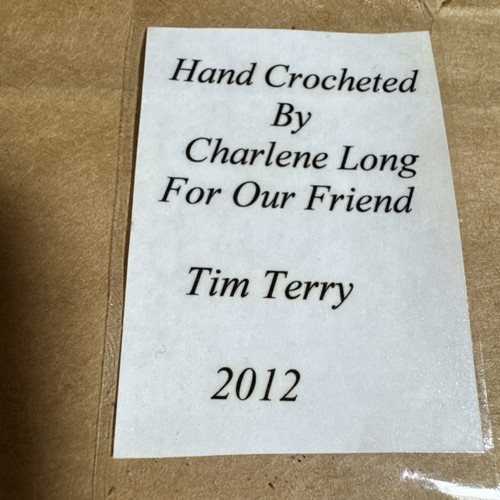 Hand Crocheted
By
Charlene Long
For Our Friend
Tim Terry
2012